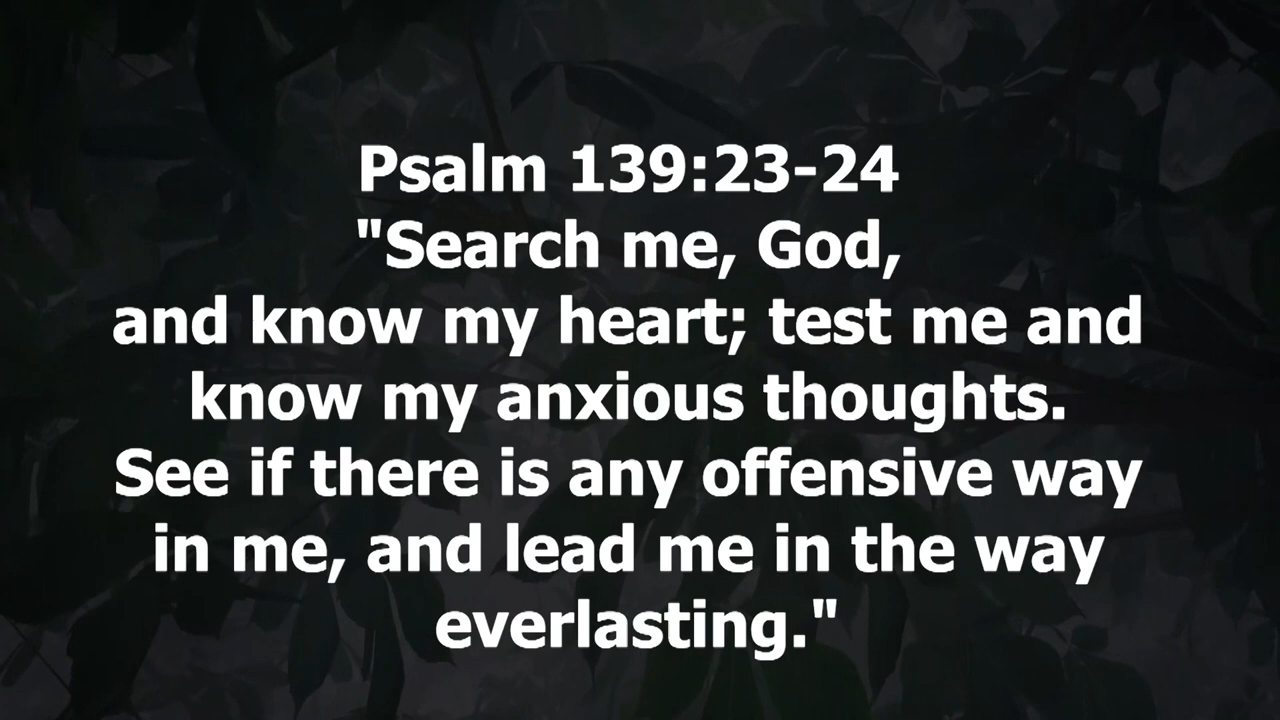 Psalm 139:23-24
"Search me, God,
and know my heart; test me and
know my anxious thoughts.
See if there is any offensive way
in me, and lead me in the way
everlasting."